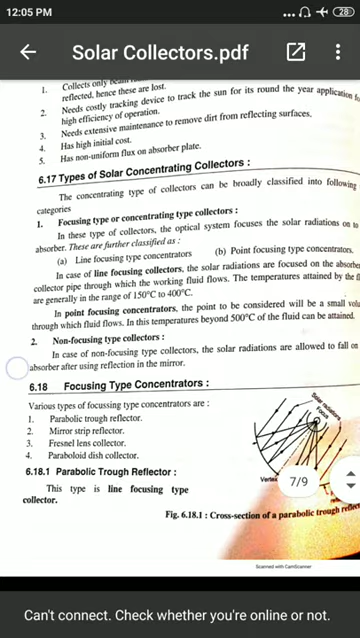 12:05 PM
28
Solar Collectors.pdf
1. Collects only beam
reflected, hence these are lost.
2. Needs costly tracking device to track the sun for its round the year application
high efficiency of operation.
3. Needs extensive maintenance to remove dirt from reflecting surfaces.
4. Has high initial cost.
5. Has non-uniform flux on absorber plate.
6.17 Types of Solar Concentrating Collectors :
The concentrating type of collectors can be broadly classified into following
categories
1. Focusing type or concentrating type collectors :
In these type of collectors, the optical system focuses the solar radiations on to
absorber. These are further classified as :
(a) Line focusing concentrators (b) Point focusing concentrators.
In case of line focusing collectors, the solar radiations are focused on the absorbe
collector pipe through which the working fluid flows. The temperatures attained by the
are generally in the range of 150°C to 400°C.
In point focusing concentrators, the point to be considered will be a small
through which fluid flows. In this temperatures beyond 500°C of the fluid can be attained.
2. Non-focusing type collectors :
In case of non-focusing type collectors, the solar radiations are allowed to fall on
absorber after using reflection in the mirror.
6.18 Focusing Type Concentrators :
Various types of focussing type concentrators are :
1. Parabolic trough reflector.
2. Mirror strip reflector.
3. Fresnel lens collector.
4. Paraboloid dish collector.
6.18.1 Parabolic Trough Reflector :
This type is line focusing type
collector.
Solar radiations
Focus
Vertex
7/9
Fig. 6.18.1 : Cross-section of a parabolic trough reflec
Scanned with CamScanner
Can't connect. Check whether you're online or not.